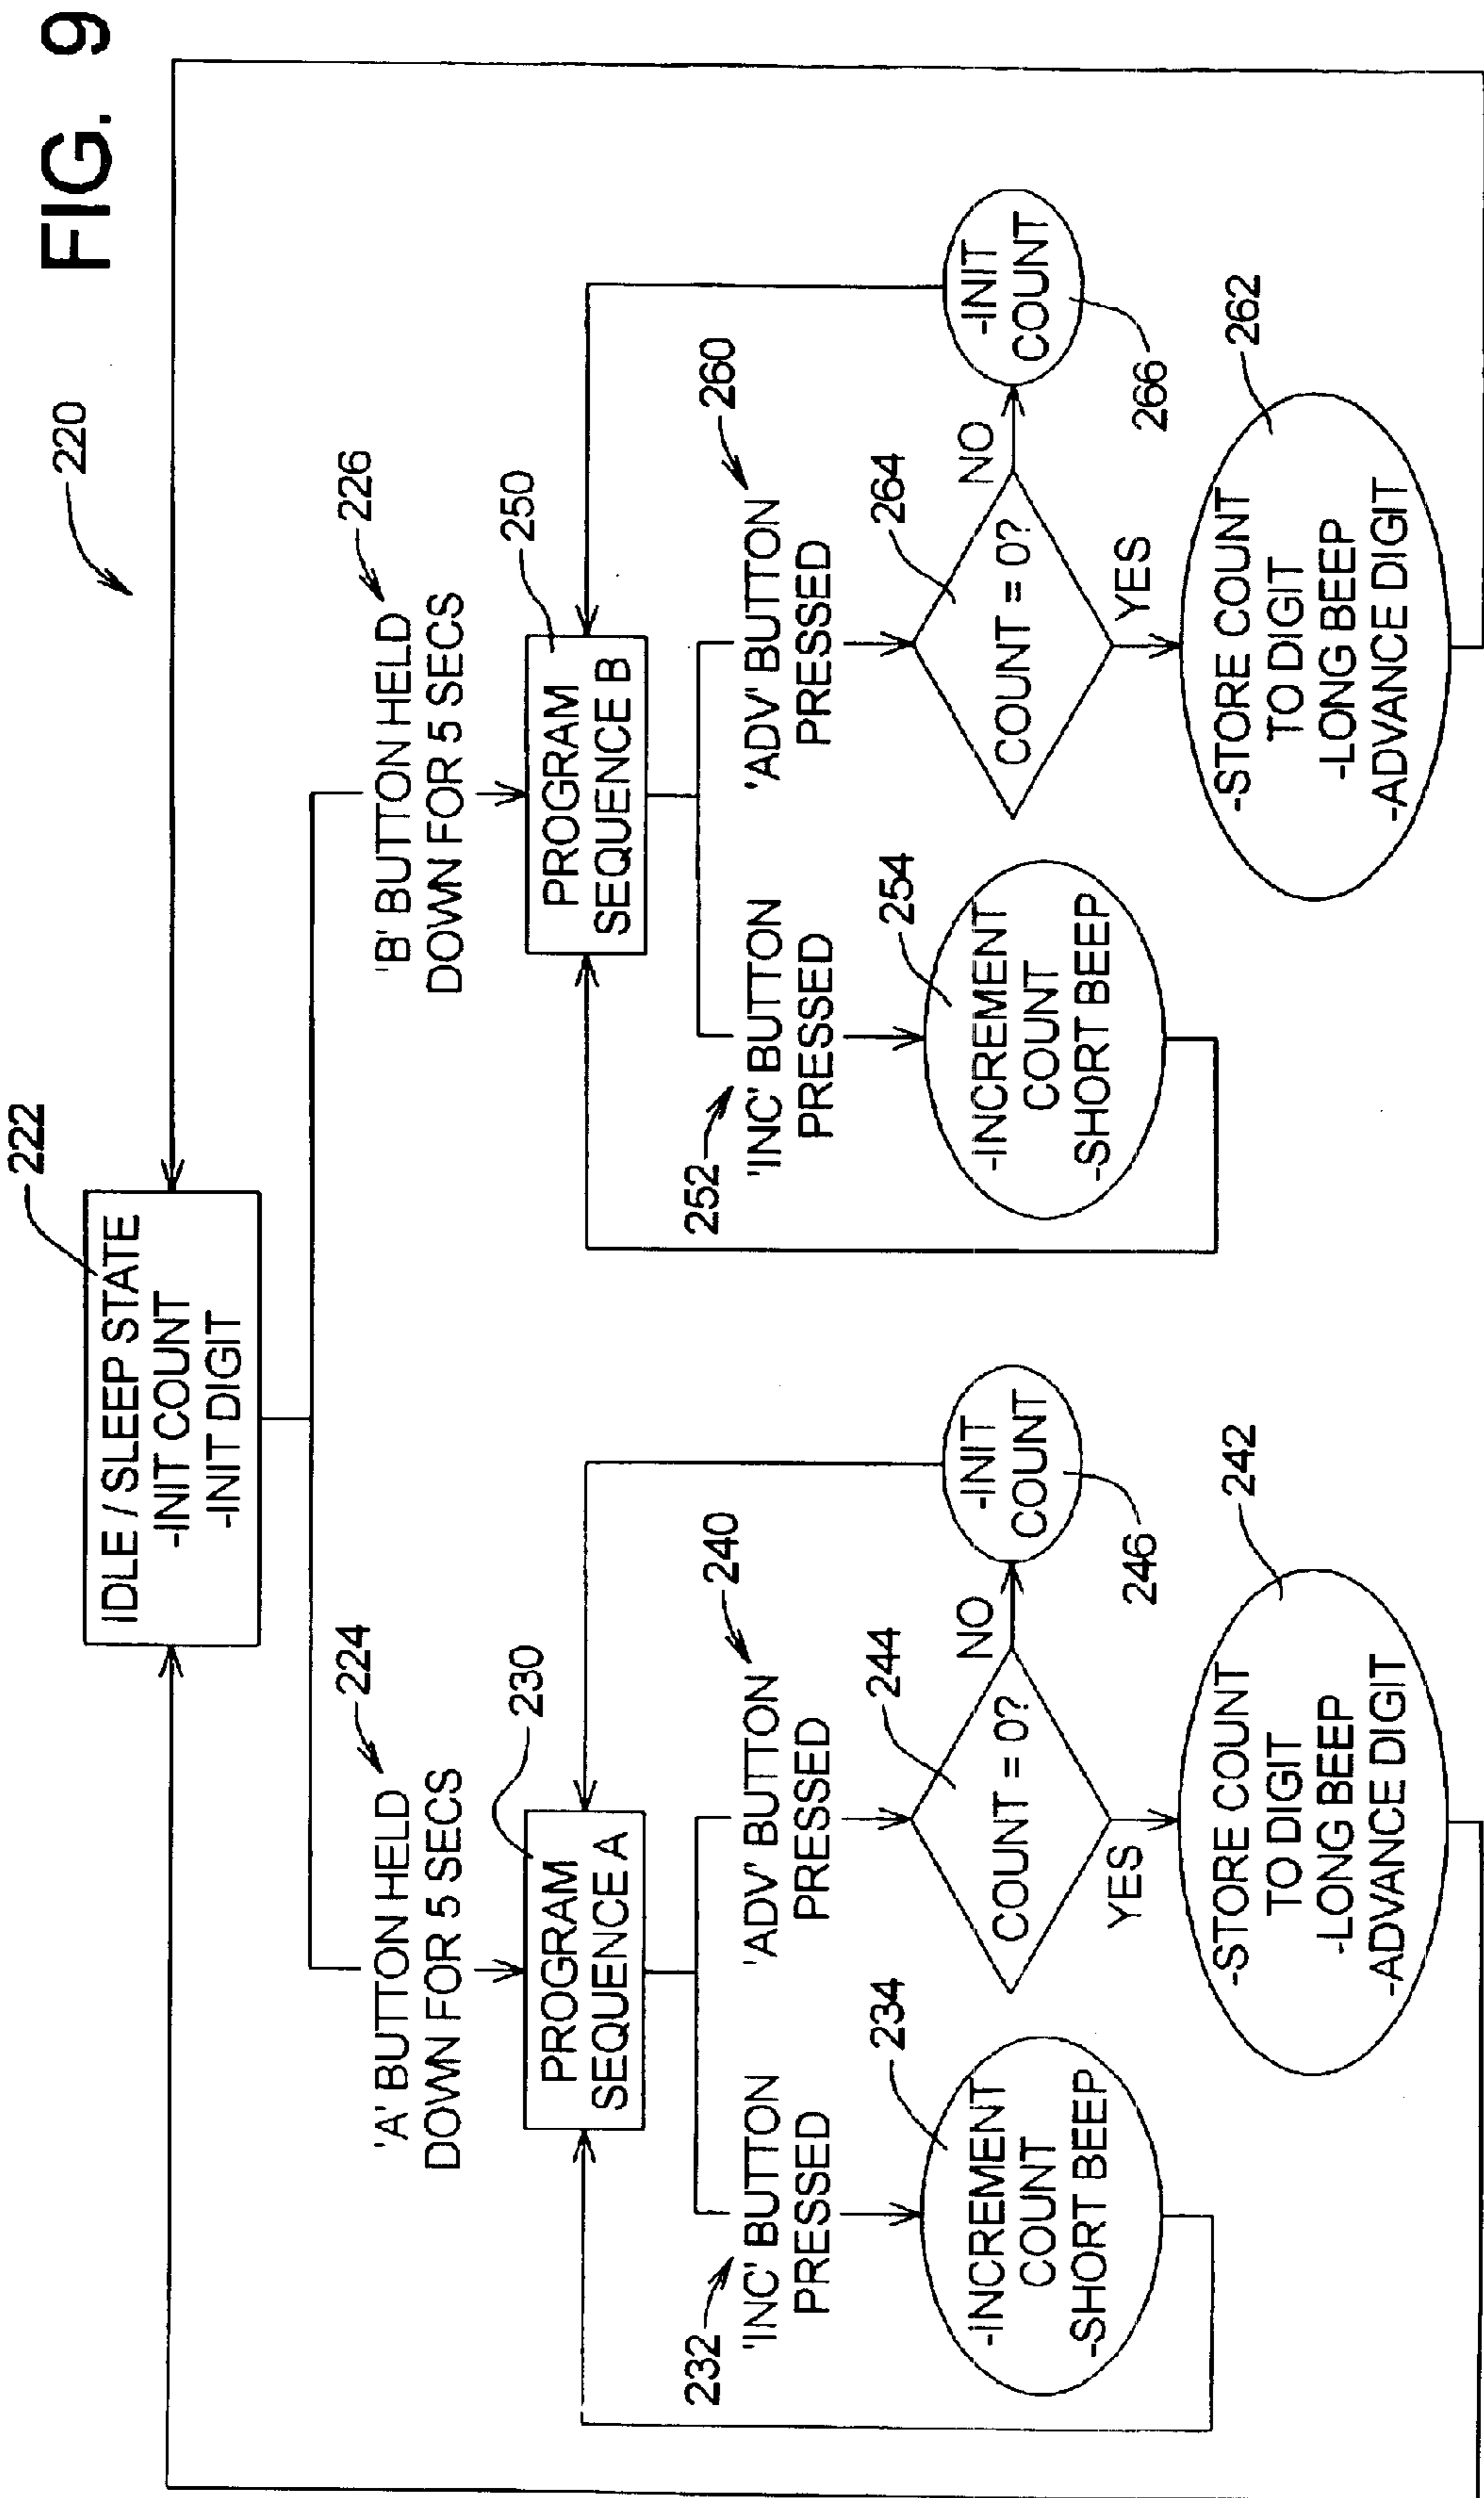 FIG. 9
220
222
IDLE / SLEEP STATE
-INIT COUNT
-INIT DIGIT
224
'A' BUTTON HELD
DOWN FOR 5 SECS
230
PROGRAM
SEQUENCE A
232
'INC' BUTTON
PRESSED
234
-INCREMENT
COUNT
-SHORT BEEP
240
'ADV' BUTTON
PRESSED
244
COUNT = 0?
NO
-INIT
COUNT
246
YES
242
-STORE COUNT
TO DIGIT
-LONG BEEP
-ADVANCE DIGIT
226
'B' BUTTON HELD
DOWN FOR 5 SECS
250
PROGRAM
SEQUENCE B
252
'INC' BUTTON
PRESSED
254
-INCREMENT
COUNT
-SHORT BEEP
260
'ADV' BUTTON
PRESSED
264
COUNT = 0?
NO
-INIT
COUNT
266
YES
262
-STORE COUNT
TO DIGIT
-LONG BEEP
-ADVANCE DIGIT